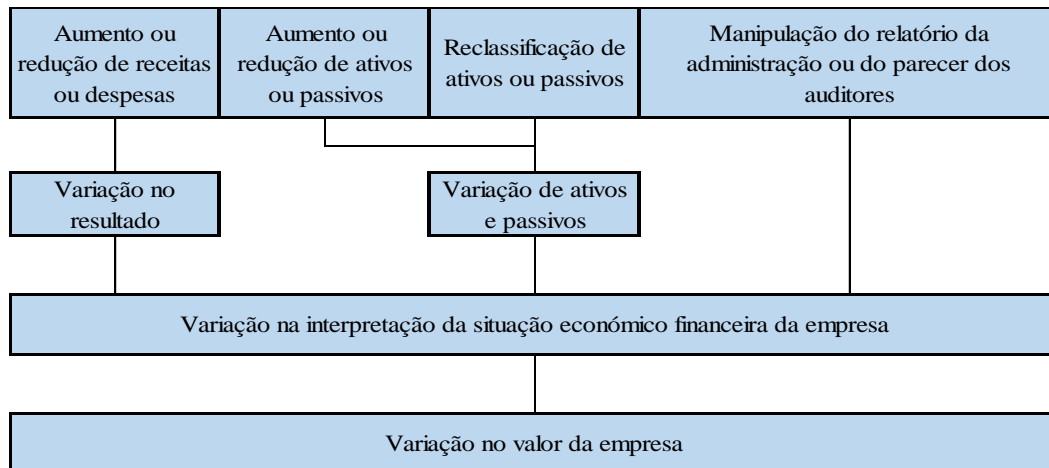 Aumento ou
redução de receitas
ou despesas
Aumento ou
redução de ativos
ou passivos
Reclassificação de
ativos ou passivos
Manipulação do relatório da
administração ou do parecer dos
auditores
Variação no
resultado
Variação de ativos
e passivos
Variação na interpretação da situação económico financeira da empresa
Variação no valor da empresa